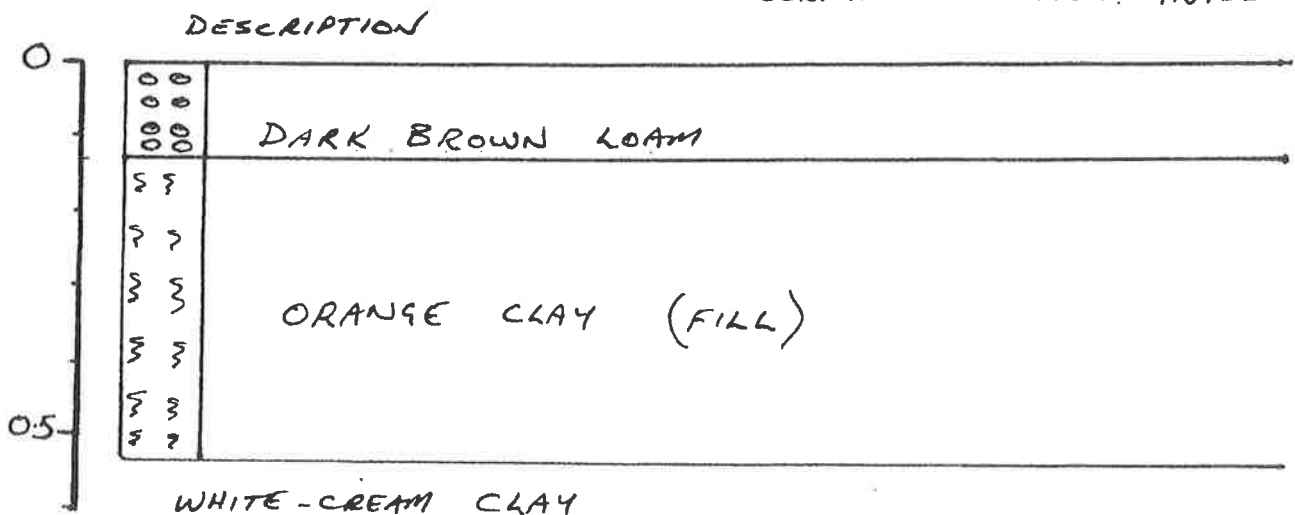 DESCRIPTION
0
DARK BROWN LOAM
ORANGE CLAY (FILL)
0.5
WHITE-CREAM CLAY